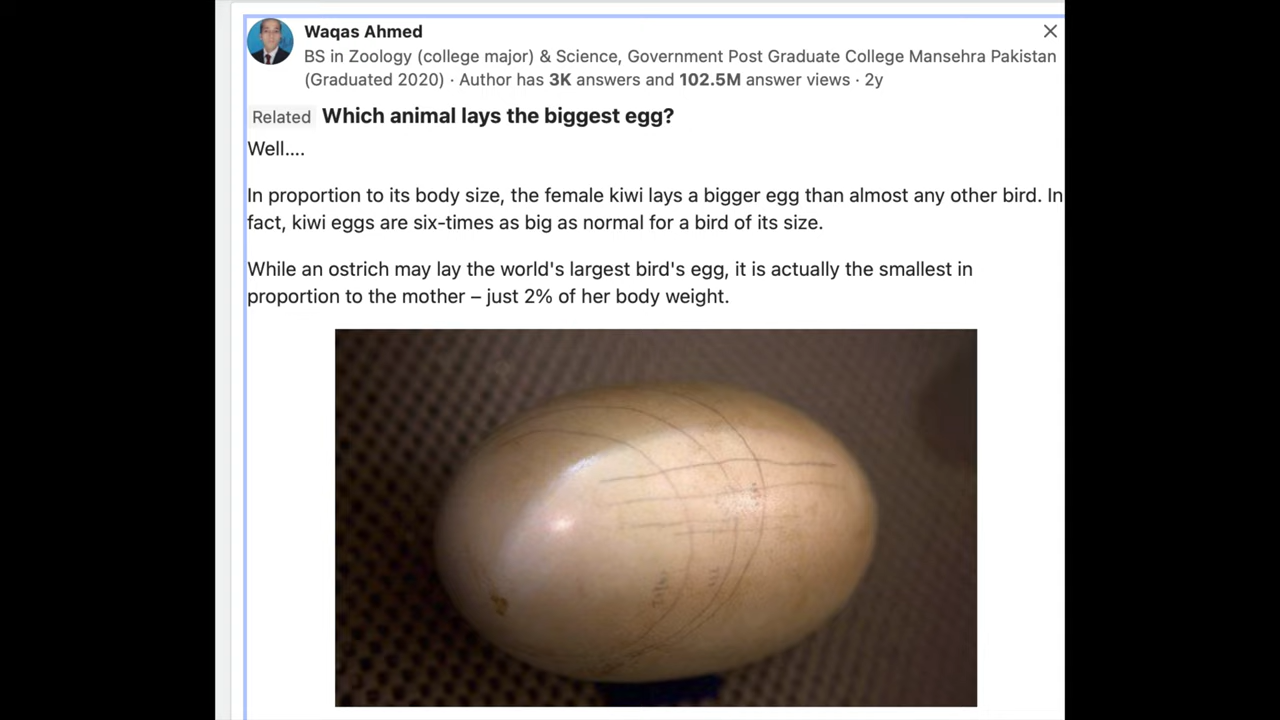 Waqas Ahmed
BS in Zoology (college major) & Science, Government Post Graduate College Mansehra Pakistan
(Graduated 2020) · Author has 3K answers and 102.5M answer views · 2y
Related Which animal lays the biggest egg?
Well....
In proportion to its body size, the female kiwi lays a bigger egg than almost any other bird. In
fact, kiwi eggs are six-times as big as normal for a bird of its size.
While an ostrich may lay the world's largest bird's egg, it is actually the smallest in
proportion to the mother – just 2% of her body weight.